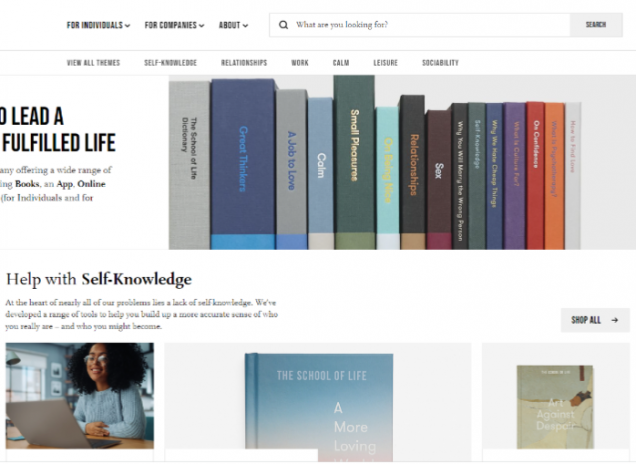 FOR INDIVIDUALS
FOR COMPANIES
ABOUT
What are you looking for?
SEARCH
VIEW ALL THEMES
SELF-KNOWLEDGE
RELATIONSHIPS
WORK
CALM
LEISURE
SOCIABILITY
O LEAD A
FULFILLED LIFE
any offering a wide range of
ing Books, an App, Online
(for Individuals and for
The School of Life
Dictionary
Great Thinkers
A Job to Love
Calm
Small Pleasures
On Being Nice
Relationships
Sex
Why You Will Marry the Wrong Person
Self-Knowledge
Why We Hate Cheap Things
What Is Culture For?
On Confidence
What Is Psychotherapy?
How to Find Love
Help with Self-Knowledge
At the heart of nearly all of our problems lies a lack of self-knowledge. We've
developed a range of tools to help you build up a more accurate sense of who
you really are – and who you might become.
SHOP ALL →
THE SCHOOL OF LIFE
A
More
Loving
THE SCHOOL OF LIFE
Art
Against
Despair